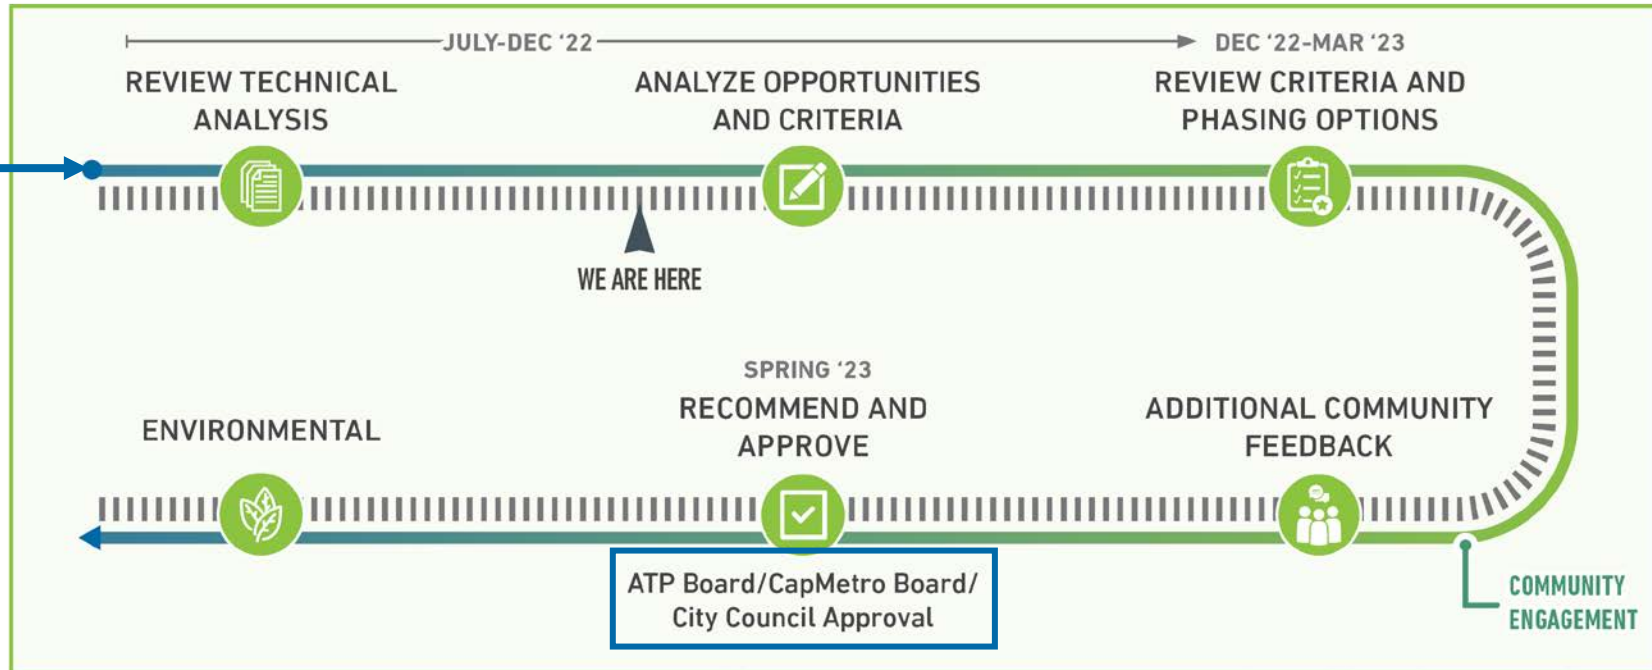 JULY-DEC ‘22
DEC ‘22-MAR ‘23
REVIEW TECHNICAL
ANALYSIS
ANALYZE OPPORTUNITIES
AND CRITERIA
REVIEW CRITERIA AND
PHASING OPTIONS
WE ARE HERE
SPRING ‘23
ENVIRONMENTAL
RECOMMEND AND
APPROVE
ADDITIONAL COMMUNITY
FEEDBACK
ATP Board/CapMetro Board/
City Council Approval
COMMUNITY
ENGAGEMENT